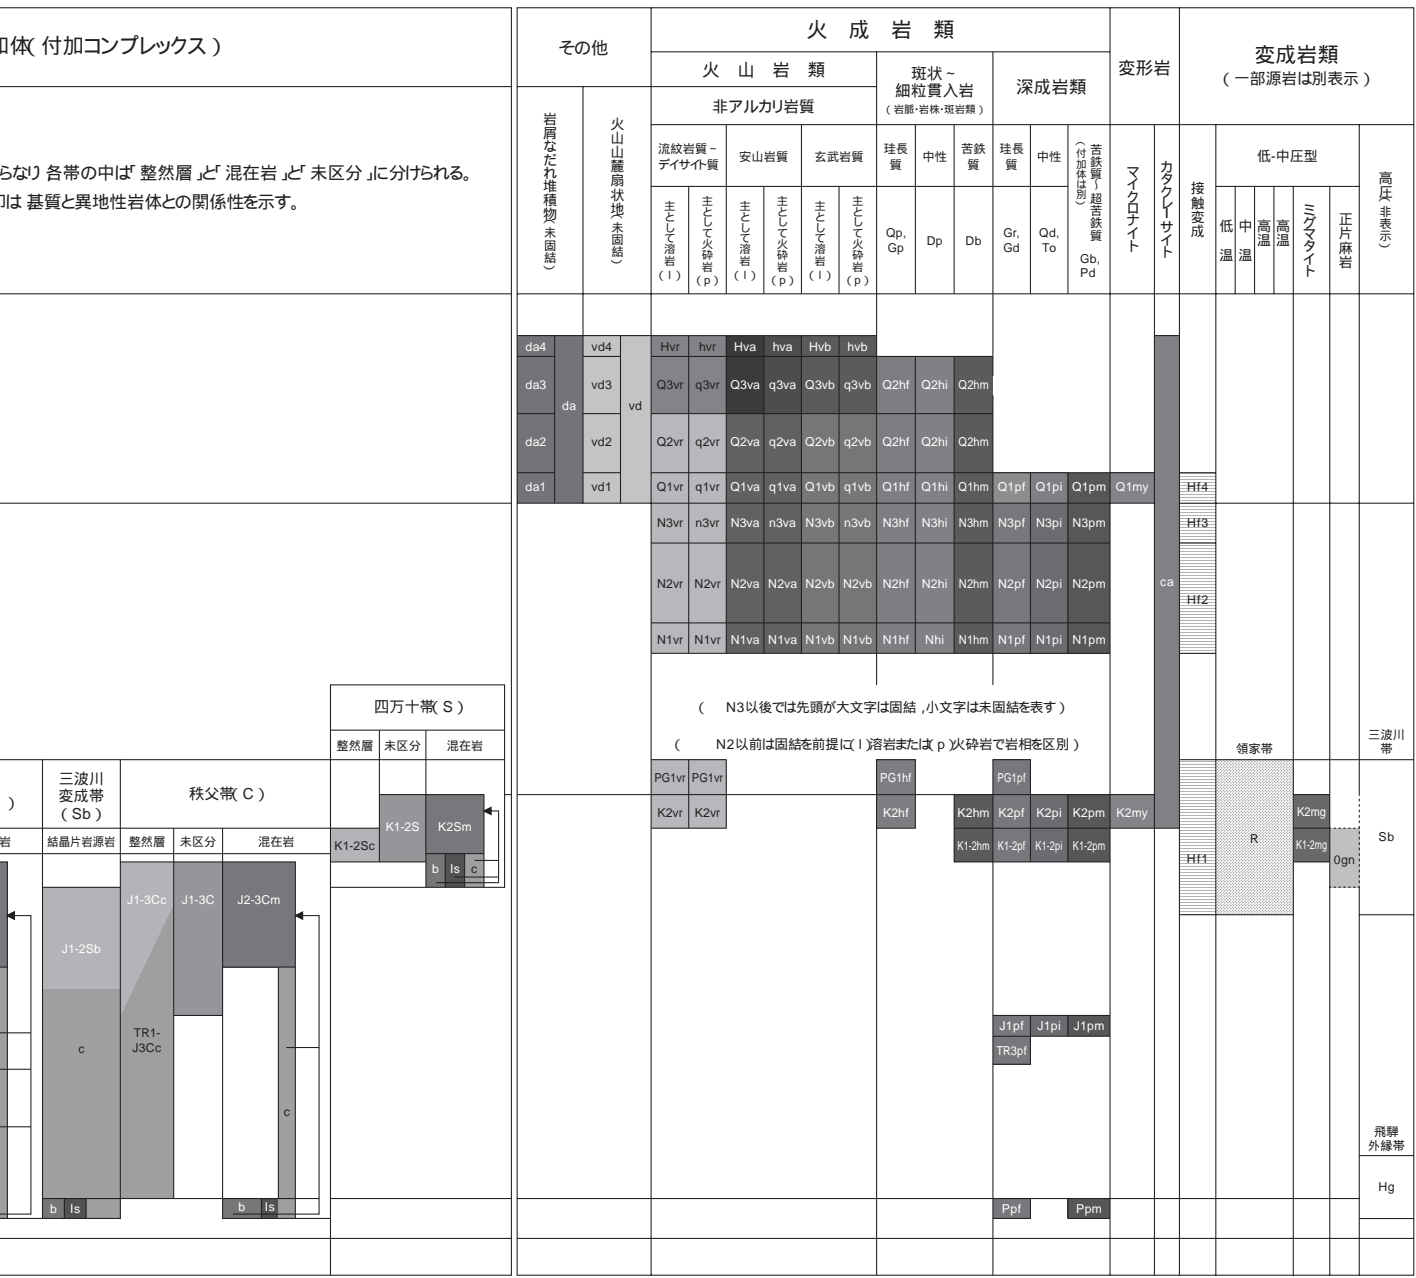 加体(付加コンプレックス)
らなり 各帯の中は「整然層」と「混在岩」と「未区分」に分けられる。
印は 基質と異地性岩体との関係性を示す。
その他
火成岩類
変形岩
変成岩類
(一部源岩は別表示)
火山岩類
斑状~
細粒貫入岩
(岩脈・岩株・斑岩類)
深成岩類
非アルカリ岩質
岩屑なだれ堆積物(未固結)
火山山麓扇状地(未固結)
流紋岩質~
デイサイト質
安山岩質
玄武岩質
珪長質
中性
苦鉄質
珪長質
中性
苦鉄質~超苦鉄質
(付加体は別)
マイクロナイト
カタクレーサイト
接触変成
低-中圧型
高圧(非表示)
主として溶岩(l)
主として火砕岩(p)
主として溶岩(l)
主として火砕岩(p)
主として溶岩(l)
主として火砕岩(p)
Qp,
Gp
Dp
Db
Gr,
Gd
Qd,
To
Gb,
Pd
低温
中温
高温
高温
ミグマタイト
正片麻岩
da4
vd4
Hvr hvr Hva hva Hvb hvb
da3
vd3
Q3vr q3vr Q3va q3va Q3vb q3vb Q2hf Q2hi Q2hm
da
vd
da2
vd2
Q2vr q2vr Q2va q2va Q2vb q2vb Q2hf Q2hi Q2hm
da1
vd1
Q1vr q1vr Q1va q1va Q1vb q1vb Q1hf Q1hi Q1hm Q1pf Q1pi Q1pm Q1my
Hf4
N3vr n3vr N3va n3va N3vb n3vb N3hf N3hi N3hm N3pf N3pi N3pm
Hf3
N2vr N2vr N2va N2va N2vb N2vb N2hf N2hi N2hm N2pf N2pi N2pm
ca
Hf2
N1vr N1vr N1va N1va N1vb N1vb N1hf Nhi N1hm N1pf N1pi N1pm
四万十帯(S)
( N3以後では先頭が大文字は固結,小文字は未固結を表す)
整然層 未区分 混在岩
( N2以前は固結を前提に(l)溶岩または(p)火砕岩で岩相を区別)
領家帯
三波川
帯
)
三波川
変成帯
(Sb)
秩父帯(C)
PG1vr PG1vr PG1hf PG1pf
K2vr K2vr K2hf K2hm K2pf K2pi K2pm K2my
K2mg
岩
結晶片岩源岩
整然層 未区分 混在岩
K1-2Sc
K1-2S
K2Sm
K1-2hm K1-2pf K1-2pi K1-2pm
R
K1-2mg
Sb
b ls c
Hf1
0gn
J1-3Cc J1-3C J2-3Cm
J1-2Sb
J1pf J1pi J1pm
TR1-
J3Cc
c
TR3pf
c
飛騨
外縁帯
Hg
b ls
b ls
Ppf Ppm